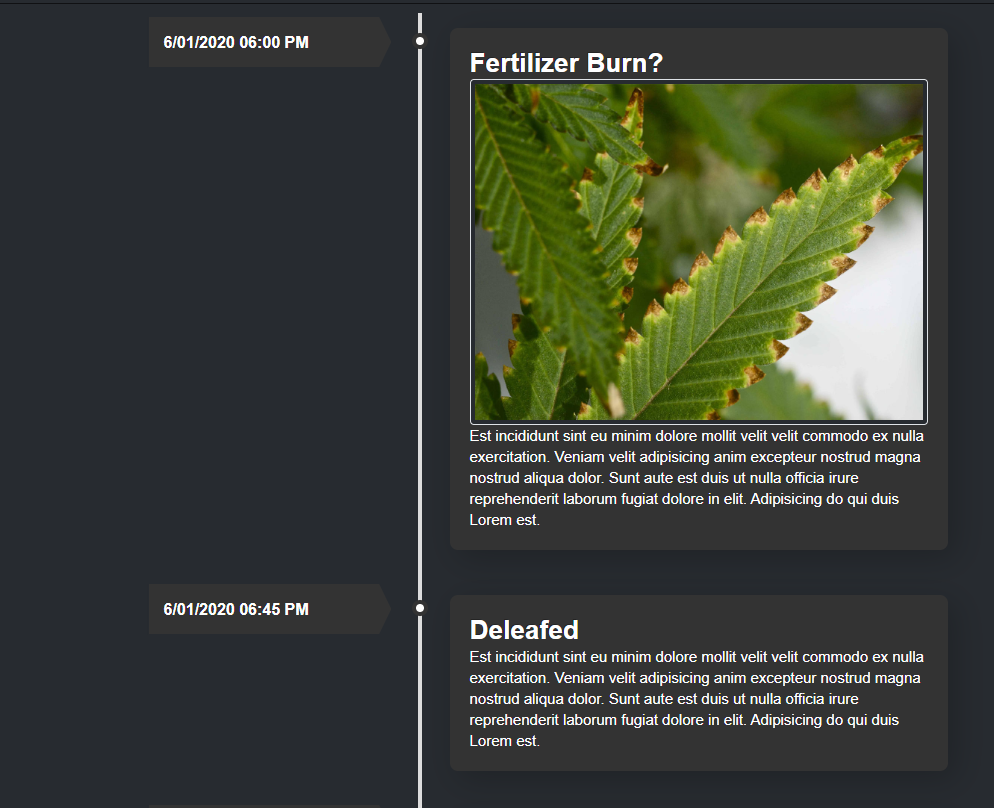 6/01/2020 06:00 PM
Fertilizer Burn?
Est incididunt sint eu minim dolore mollit velit velit commodo ex nulla
exercitation. Veniam velit adipisicing anim excepteur nostrud magna
nostrud aliqua dolor. Sunt aute est duis ut nulla officia irure
reprehenderit laborum fugiat dolore in elit. Adipisicing do qui duis
Lorem est.
6/01/2020 06:45 PM
Deleafed
Est incididunt sint eu minim dolore mollit velit velit commodo ex nulla
exercitation. Veniam velit adipisicing anim excepteur nostrud magna
nostrud aliqua dolor. Sunt aute est duis ut nulla officia irure
reprehenderit laborum fugiat dolore in elit. Adipisicing do qui duis
Lorem est.